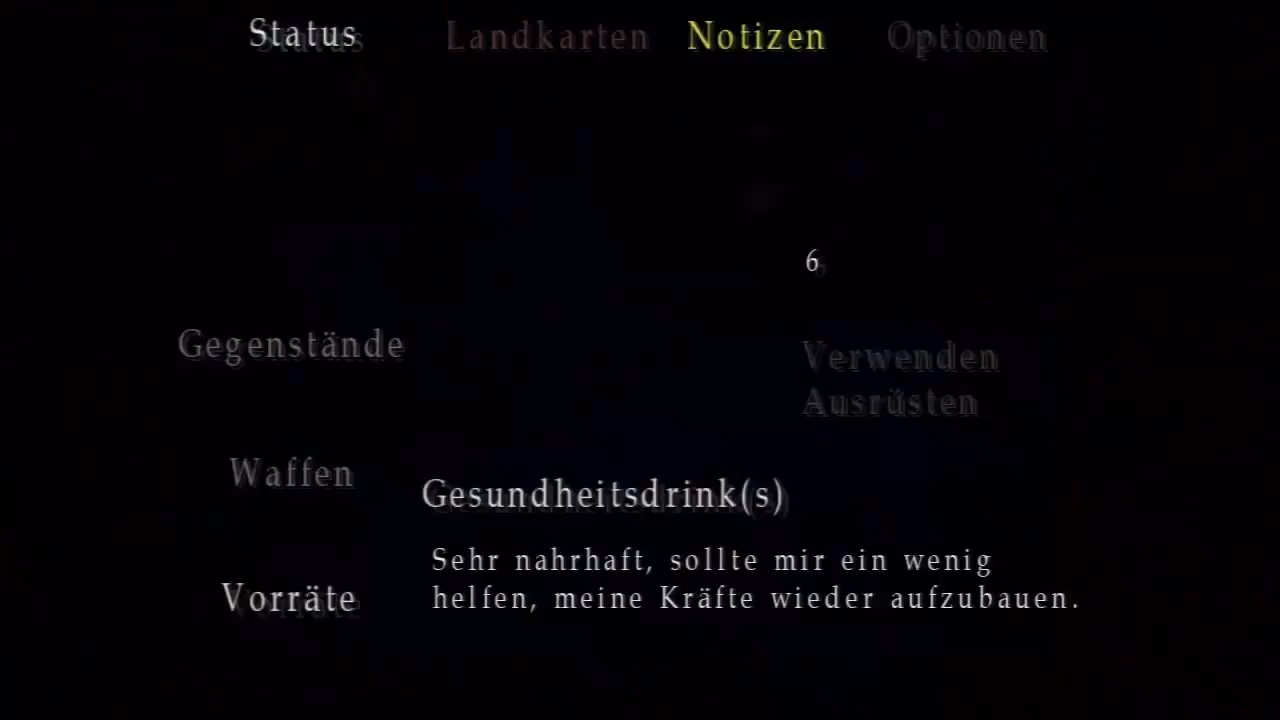 Status Landkarten Notizen Optionen
6
Gegenstände
Verwenden
Ausrüsten
Waffen
Gesundheitsdrink(s)
Sehr nahrhaft, sollte mir ein wenig
helfen, meine Kräfte wieder aufzubauen.
Vorräte